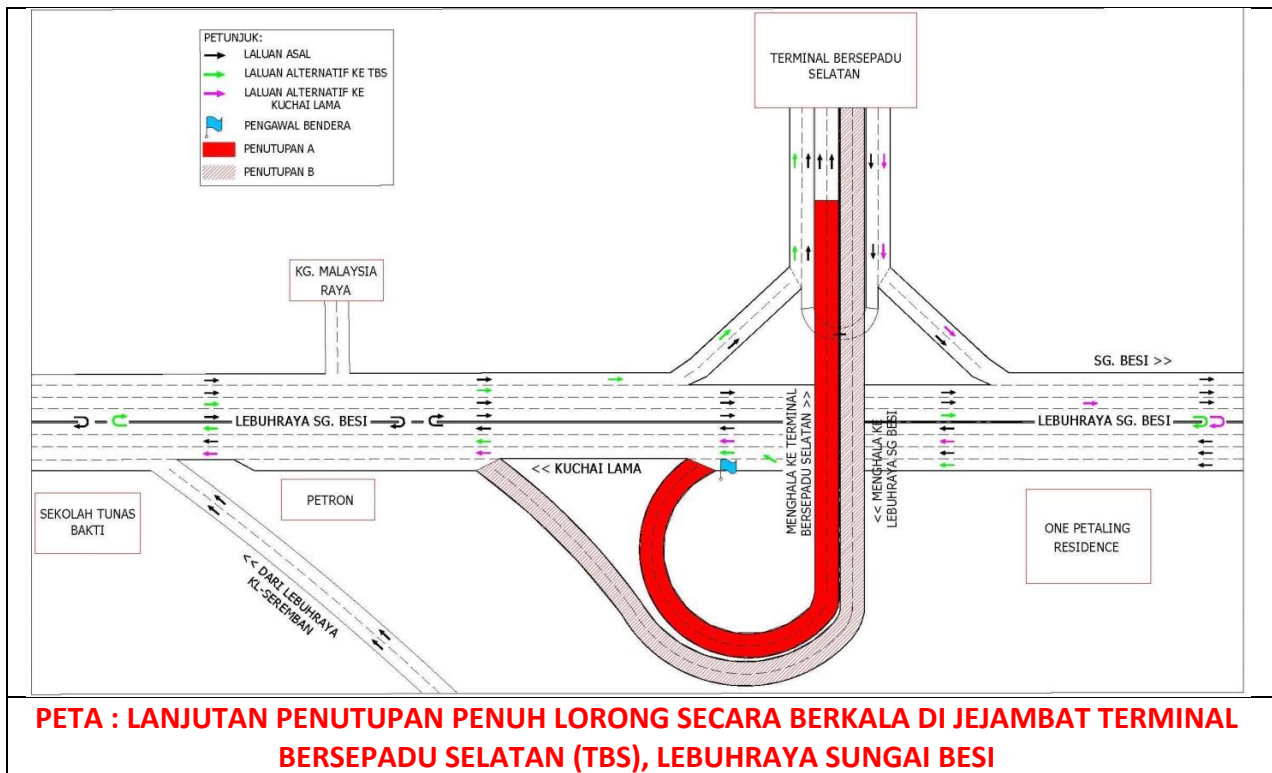 PETUNJUK:
LALUAN ASAL
LALUAN ALTERNATIF KE TBS
LALUAN ALTERNATIF KE
KUCHAI LAMA
PENGAWAL BENDERA
PENUTUPAN A
PENUTUPAN B
TERMINAL BERSEPADU
SELATAN
KG. MALAYSIA
RAYA
SG. BESI >>
LEBUHRAYA SG. BESI
LEBUHRAYA SG. BESI
<< KUCHAI LAMA
MENGHALA KE TERMINAL
BERSEPADU SELATAN >>
<< MENGHALA KE
LEBUHRAYA SG BESI
PETRON
SEKOLAH TUNAS
BAKTI
ONE PETALING
RESIDENCE
<< DARI LEBUHRAYA
KL-SEREMBAN
PETA : LANJUTAN PENUTUPAN PENUH LORONG SECARA BERKALA DI JEJAMBAT TERMINAL
BERSEPADU SELATAN (TBS), LEBUHRAYA SUNGAI BESI